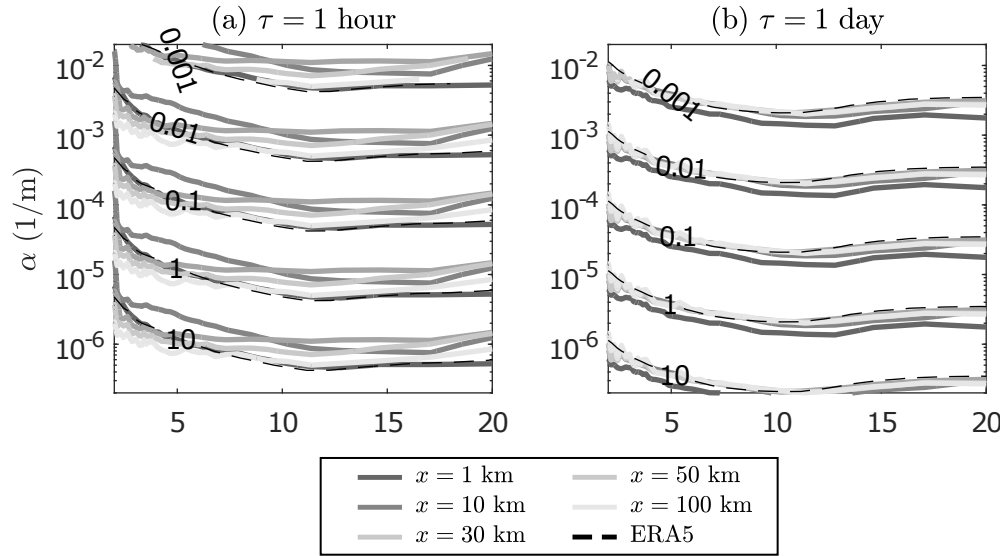 (a) τ = 1 hour
(b) τ = 1 day
α (1/m)
10⁻²
10⁻³
10⁻⁴
10⁻⁵
10⁻⁶
0.001
0.01
0.1
1
10
5 10 15 20
10⁻²
10⁻³
10⁻⁴
10⁻⁵
10⁻⁶
0.001
0.01
0.1
1
10
5 10 15 20
x = 1 km
x = 10 km
x = 30 km
x = 50 km
x = 100 km
ERA5